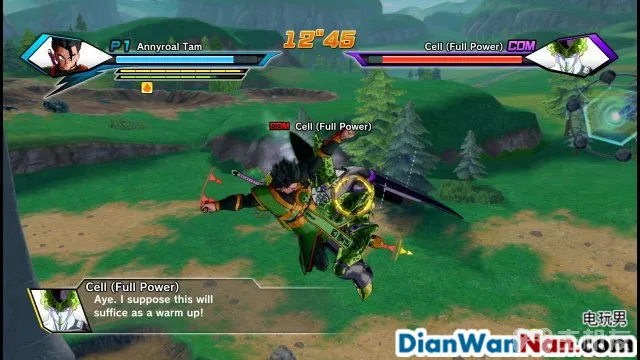 P1 Annyroal Tam
12"45
Cell (Full Power) COM
COM Cell (Full Power)
Cell (Full Power)
Aye. I suppose this will
suffice as a warm up!
电玩男
DianWanNan.com